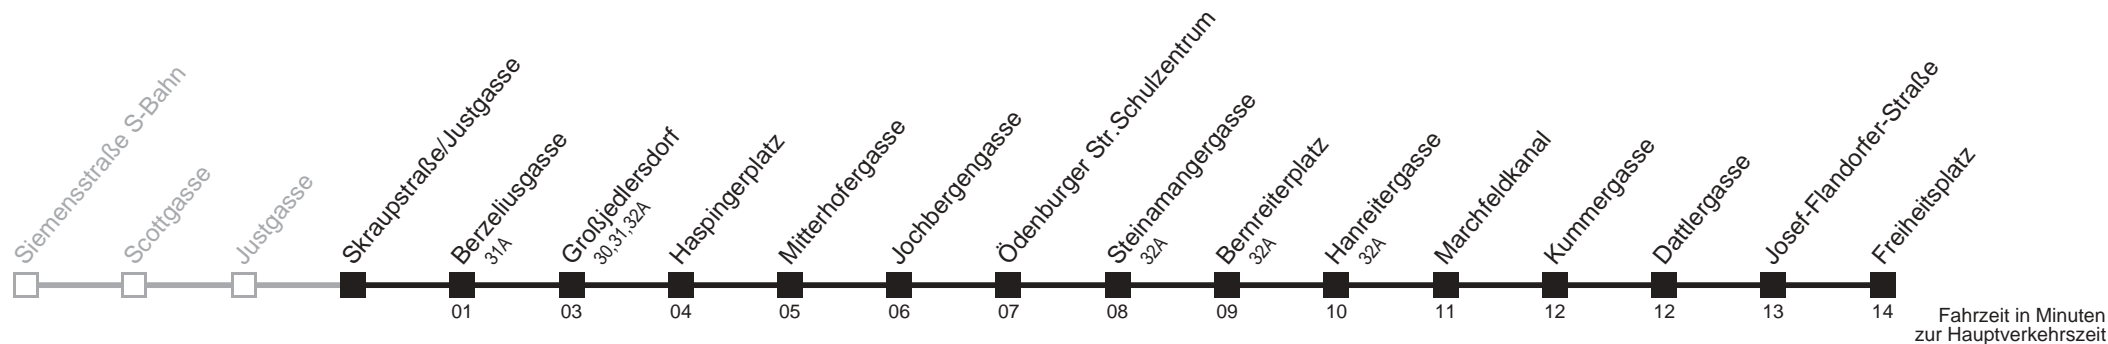 Siemensstraße S-Bahn
Scottgasse
Justgasse
Skraupstraße/Justgasse
Berzeliusgasse
31A
Großjedlersdorf
30,31,32A
Haspingerplatz
Mitterhofergasse
Jochbergengasse
Ödenburger Str.Schulzentrum
Steinamangergasse
32A
Bernreiterplatz
32A
Hanreitergasse
32A
Marchfeldkanal
Kummergasse
Dattlergasse
Josef-Flandorfer-Straße
Freiheitsplatz
01 03 04 05 06 07 08 09 10 11 12 12 13 14
Fahrzeit in Minuten
zur Hauptverkehrszeit